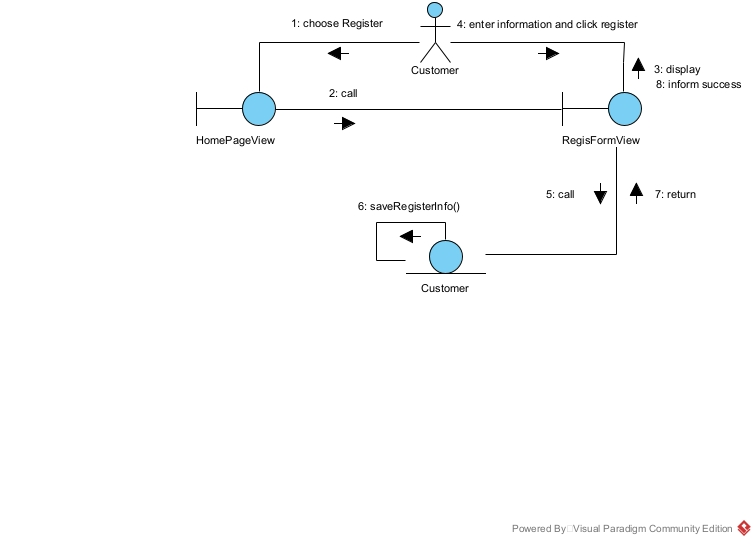 1: choose Register
4: enter information and click register
Customer
3: display
8: inform success
2: call
HomePageView
RegisFormView
5: call
7: return
6: saveRegisterInfo()
Customer
Powered By Visual Paradigm Community Edition